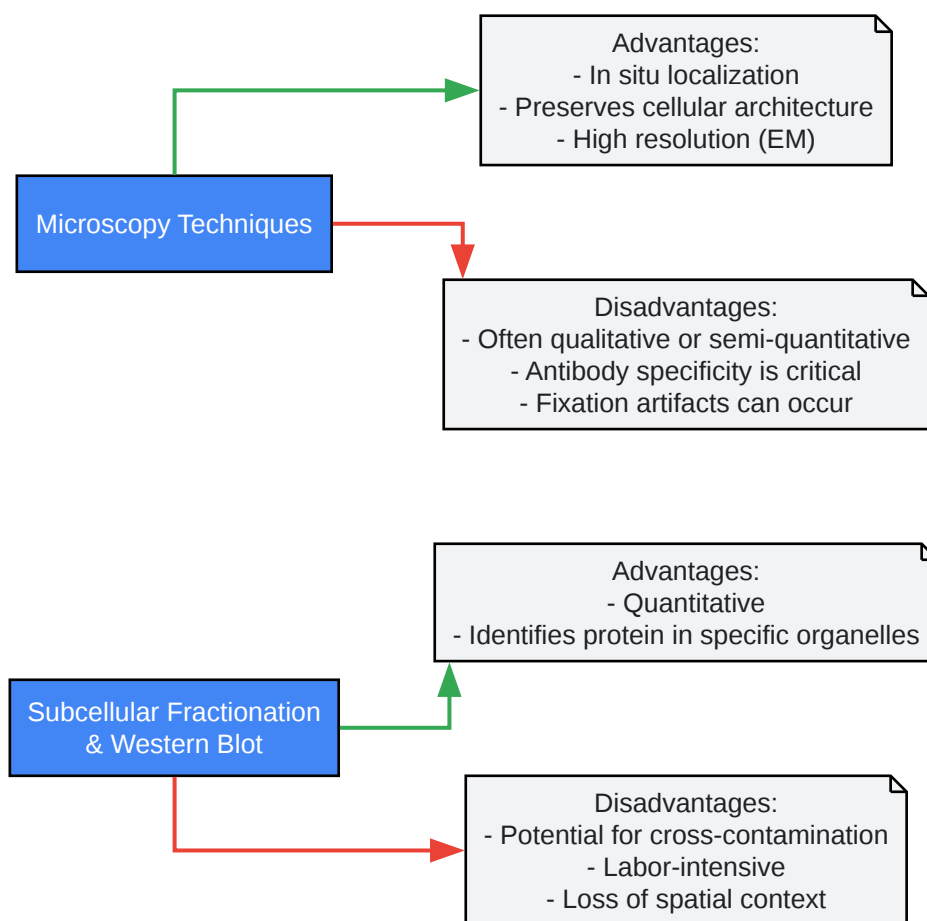 Advantages:
- In situ localization
- Preserves cellular architecture
- High resolution (EM)
Microscopy Techniques
Disadvantages:
- Often qualitative or semi-quantitative
- Antibody specificity is critical
- Fixation artifacts can occur
Advantages:
- Quantitative
- Identifies protein in specific organelles
Subcellular Fractionation
& Western Blot
Disadvantages:
- Potential for cross-contamination
- Labor-intensive
- Loss of spatial context